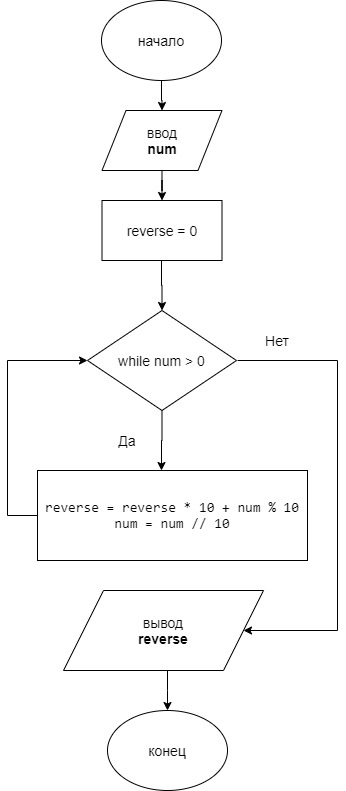 начало
ввод
num
reverse = 0
while num > 0
Нет
Да
reverse = reverse * 10 + num % 10
num = num // 10
вывод
reverse
конец